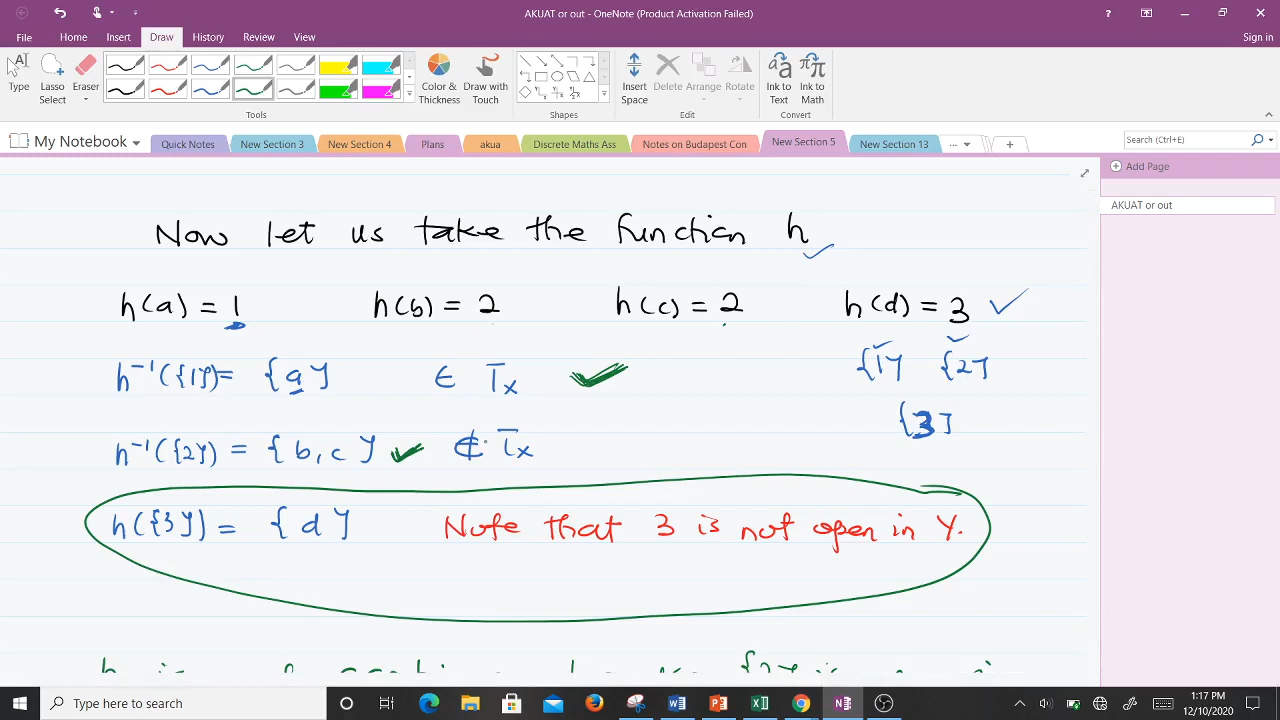 AKUAT or out - OneNote (Product Activation Failed)
File Home Insert Draw History Review View Sign in
Type Lasso Select Eraser Color & Thickness Draw with Touch Insert Space Delete Arrange Rotate Ink to Text Ink to Math
Tools Shapes Edit Convert
My Notebook Quick Notes New Section 3 New Section 4 Plans akua Discrete Maths Ass Notes on Budapest Con New Section 5 New Section 13 ... Search (Ctrl+E)
Add Page
AKUAT or out
Now let us take the function h
h(a) = 1 h(b) = 2 h(c) = 2 h(d) = 3
h⁻¹({1}) = {a} ∈ τx {1} {2}
{3}
h⁻¹({2}) = {b,c} ∉ τx
h({3}) = {d} Note that 3 is not open in Y.
Type here to search
1:17 PM
12/10/2020